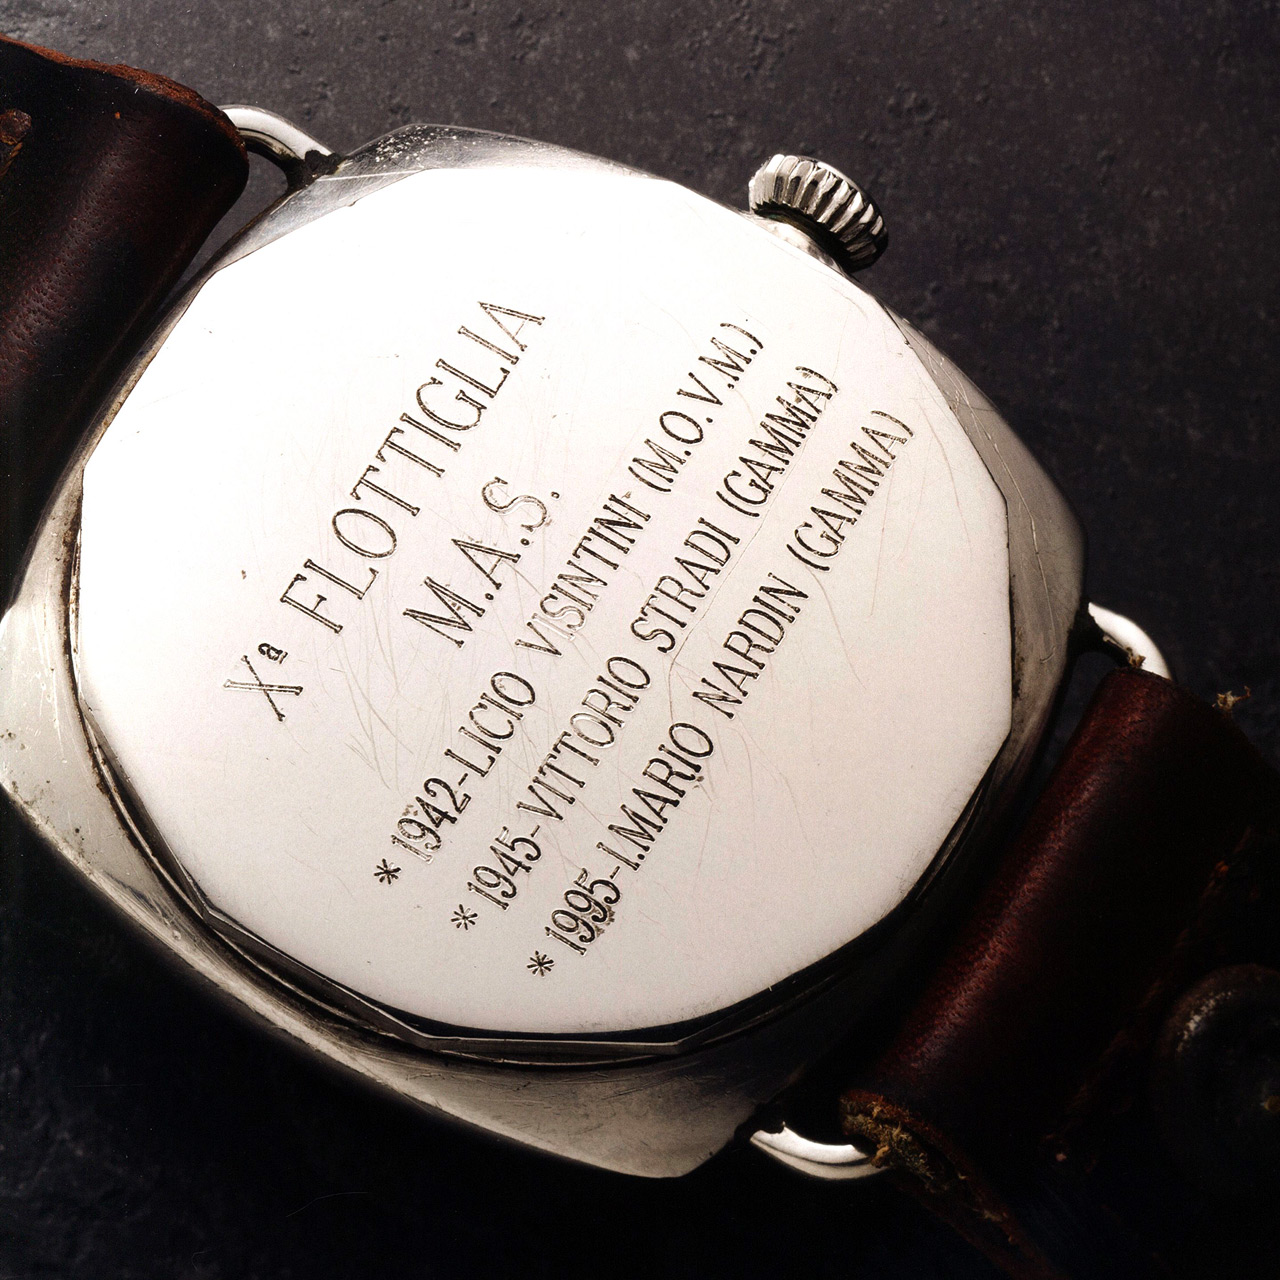 Xª FLOTTIGLIA
M.A.S.
* 1942-LICIO VISINTINI (M.O.V.M.)
* 1945-VITTORIO STRADI (GAMMA)
* 1995-I.MARIO NARDIN (GAMMA)